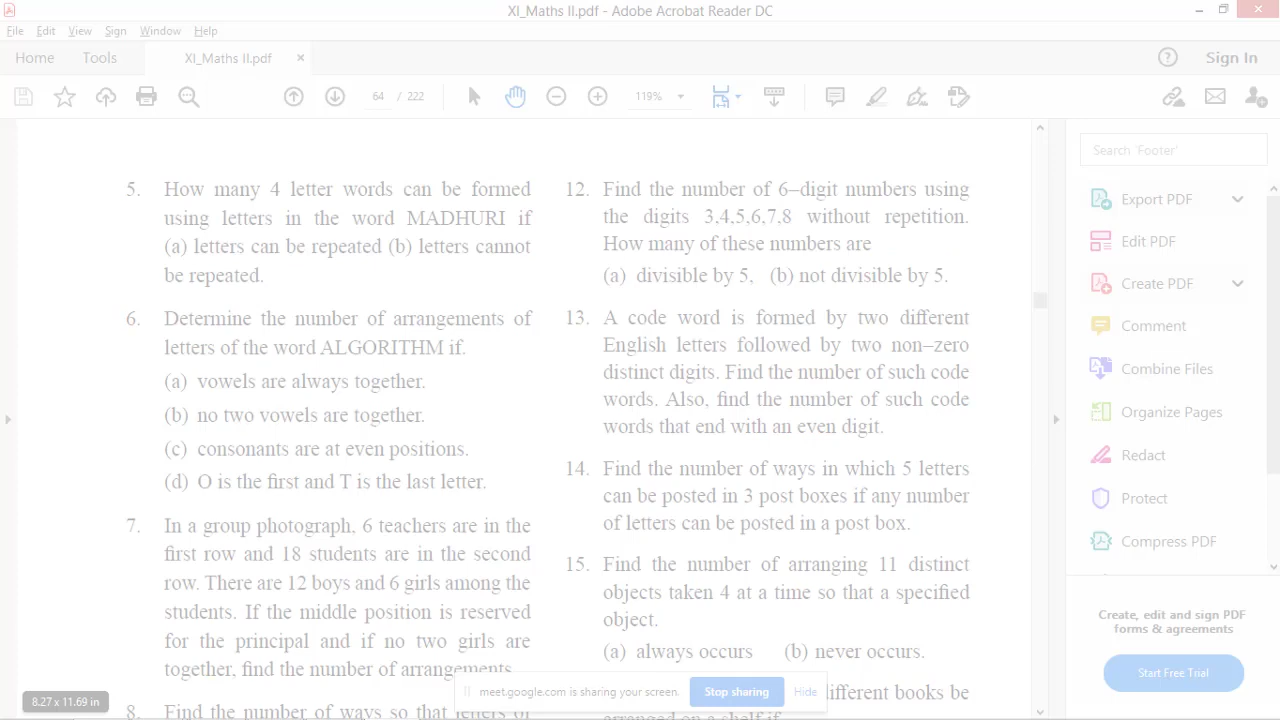 XI_Maths II.pdf - Adobe Acrobat Reader DC
File Edit View Sign Window Help
Home Tools XI_Maths II.pdf × ? Sign In
64 / 222 119%
5. How many 4 letter words can be formed
using letters in the word MADHURI if
(a) letters can be repeated (b) letters cannot
be repeated.
6. Determine the number of arrangements of
letters of the word ALGORITHM if.
(a) vowels are always together.
(b) no two vowels are together.
(c) consonants are at even positions.
(d) O is the first and T is the last letter.
7. In a group photograph, 6 teachers are in the
first row and 18 students are in the second
row. There are 12 boys and 6 girls among the
students. If the middle position is reserved
for the principal and if no two girls are
together, find the number of arrangements.
8. Find the number of ways so that letters of
12. Find the number of 6–digit numbers using
the digits 3,4,5,6,7,8 without repetition.
How many of these numbers are
(a) divisible by 5, (b) not divisible by 5.
13. A code word is formed by two different
English letters followed by two non–zero
distinct digits. Find the number of such code
words. Also, find the number of such code
words that end with an even digit.
14. Find the number of ways in which 5 letters
can be posted in 3 post boxes if any number
of letters can be posted in a post box.
15. Find the number of arranging 11 distinct
objects taken 4 at a time so that a specified
object.
(a) always occurs (b) never occurs.
different books be
arranged on a shelf if
8.27 x 11.69 in
meet.google.com is sharing your screen. Stop sharing Hide
Search 'Footer'
Export PDF
Edit PDF
Create PDF
Comment
Combine Files
Organize Pages
Redact
Protect
Compress PDF
Create, edit and sign PDF
forms & agreements
Start Free Trial